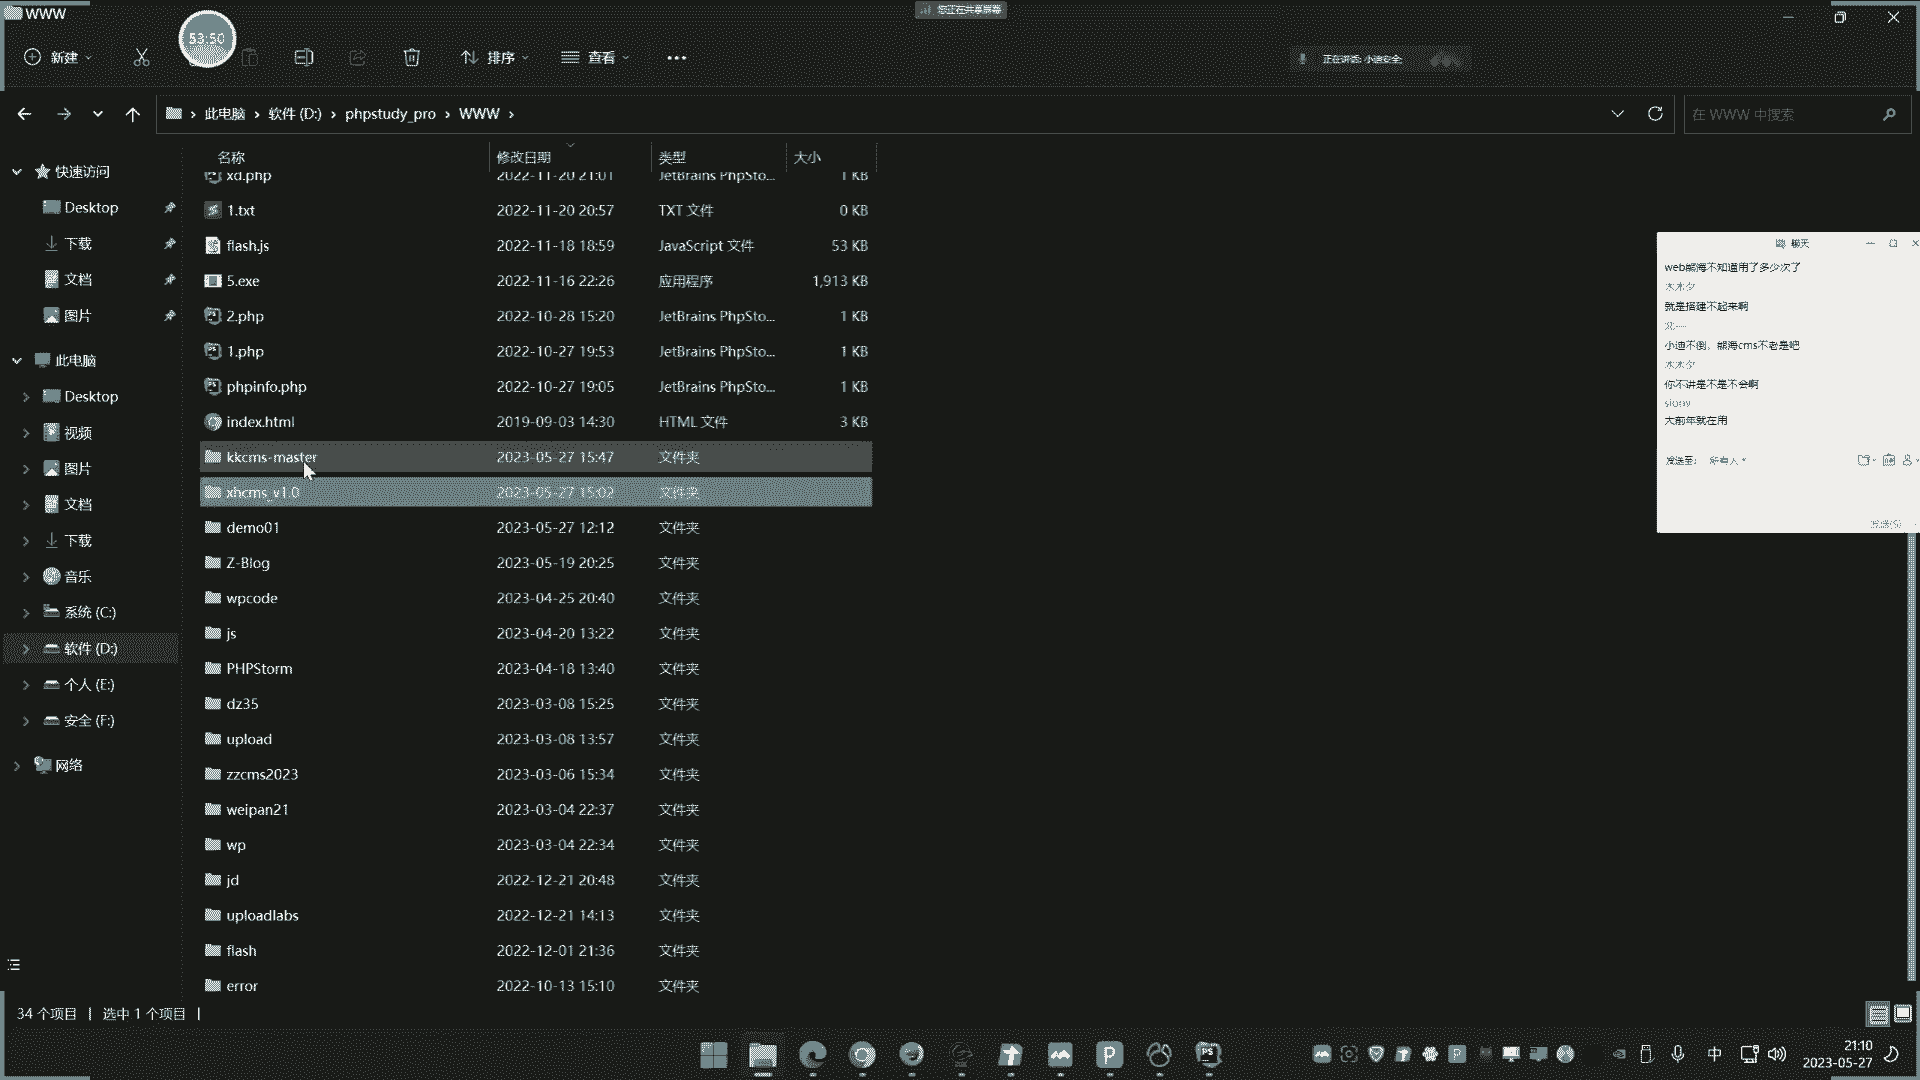 WWW
您正在共享屏幕
新建
53:50
排序
查看
正在讲话: 小迪安全;
此电脑 软件 (D:) phpstudy_pro WWW
在 WWW 中搜索
名称 修改日期 类型 大小
xd.php 2022-11-20 21:01 JetBrains PhpSto... 1 KB
1.txt 2022-11-20 20:57 TXT 文件 0 KB
flash.js 2022-11-18 18:59 JavaScript 文件 53 KB
5.exe 2022-11-16 22:26 应用程序 1,913 KB
2.php 2022-10-28 15:20 JetBrains PhpSto... 1 KB
1.php 2022-10-27 19:53 JetBrains PhpSto... 1 KB
phpinfo.php 2022-10-27 19:05 JetBrains PhpSto... 1 KB
index.html 2019-09-03 14:30 HTML 文件 3 KB
kkcms-master 2023-05-27 15:47 文件夹
xhcms_v1.0 2023-05-27 15:02 文件夹
demo01 2023-05-27 12:12 文件夹
Z-Blog 2023-05-19 20:25 文件夹
wpcode 2023-04-25 20:40 文件夹
js 2023-04-20 13:22 文件夹
PHPStorm 2023-04-18 13:40 文件夹
dz35 2023-03-08 15:25 文件夹
upload 2023-03-08 13:57 文件夹
zzcms2023 2023-03-06 15:34 文件夹
weipan21 2023-03-04 22:37 文件夹
wp 2023-03-04 22:34 文件夹
jd 2022-12-21 20:48 文件夹
uploadlabs 2022-12-21 14:13 文件夹
flash 2022-12-01 21:36 文件夹
error 2022-10-13 15:10 文件夹
快速访问
Desktop
下载
文档
图片
此电脑
Desktop
视频
图片
文档
下载
音乐
系统 (C:)
软件 (D:)
个人 (E:)
安全 (F:)
网络
聊天
web熊海不知道用了多少次了
木木夕
就是搭建不起来啊
小迪不倒，熊海cms不老是吧
木木夕
你不讲是不是不会啊
大前年就在用
发送至: 所有人
发送(S)
34 个项目 选中 1 个项目
中
21:10
2023-05-27